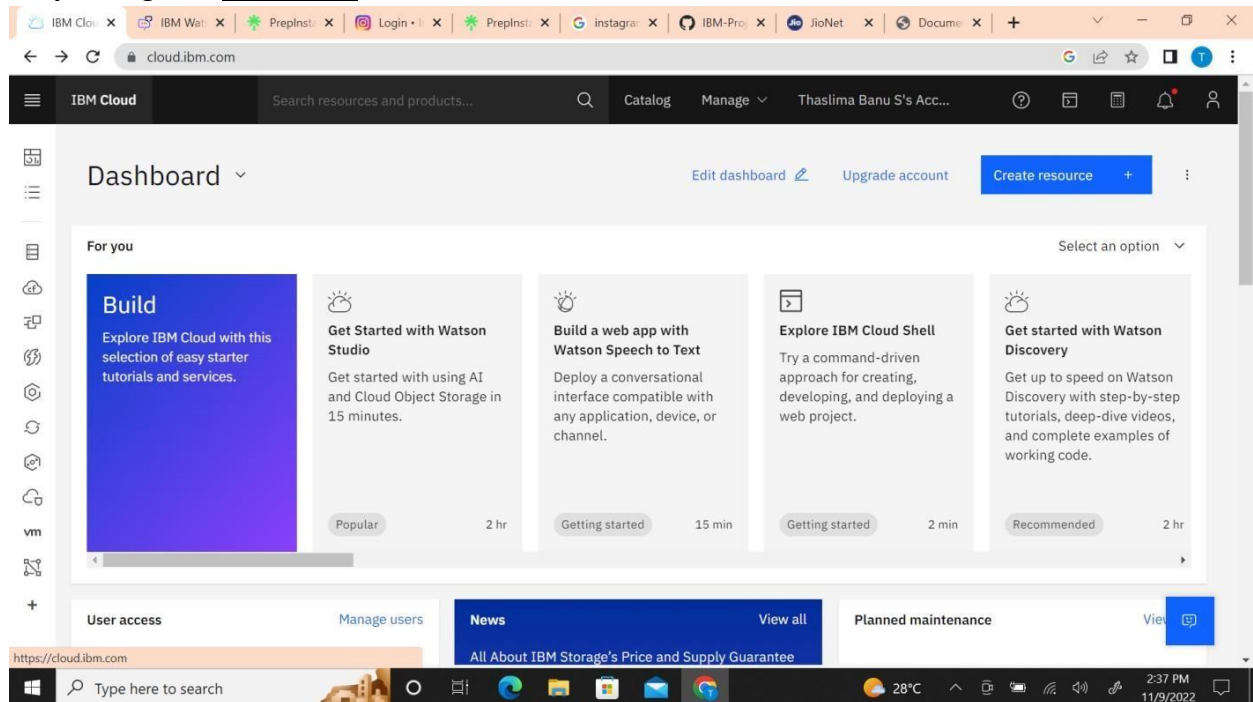 IBM Clou
IBM Wat
PrepInst
Login •
PrepInst
instagrar
IBM-Pro
JioNet
Docume
cloud.ibm.com
IBM Cloud
Search resources and products...
Catalog
Manage
Thaslima Banu S's Acc...
Dashboard
Edit dashboard
Upgrade account
Create resource +
For you
Select an option
Build
Explore IBM Cloud with this
selection of easy starter
tutorials and services.
Get Started with Watson
Studio
Get started with using AI
and Cloud Object Storage in
15 minutes.
Popular 2 hr
Build a web app with
Watson Speech to Text
Deploy a conversational
interface compatible with
any application, device, or
channel.
Getting started 15 min
Explore IBM Cloud Shell
Try a command-driven
approach for creating,
developing, and deploying a
web project.
Getting started 2 min
Get started with Watson
Discovery
Get up to speed on Watson
Discovery with step-by-step
tutorials, deep-dive videos,
and complete examples of
working code.
Recommended 2 hr
vm
User access
Manage users
News
View all
All About IBM Storage's Price and Supply Guarantee
Planned maintenance
https://cloud.ibm.com
Type here to search
28°C
2:37 PM
11/9/2022